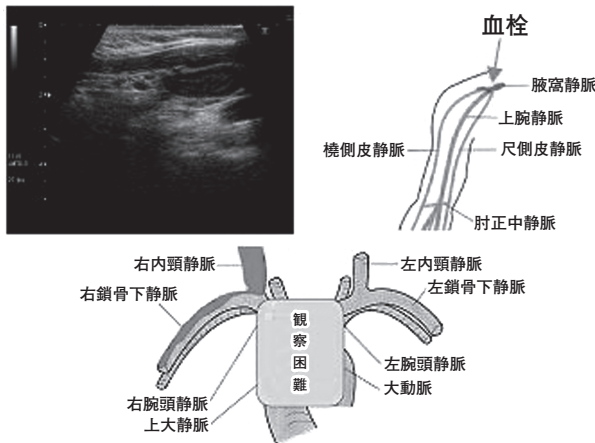 血栓
腋窩静脈
上腕静脈
橈側皮静脈
尺側皮静脈
肘正中静脈
右内頸静脈
左内頸静脈
右鎖骨下静脈
左鎖骨下静脈
観察困難
左腕頭静脈
大動脈
右腕頭静脈
上大静脈